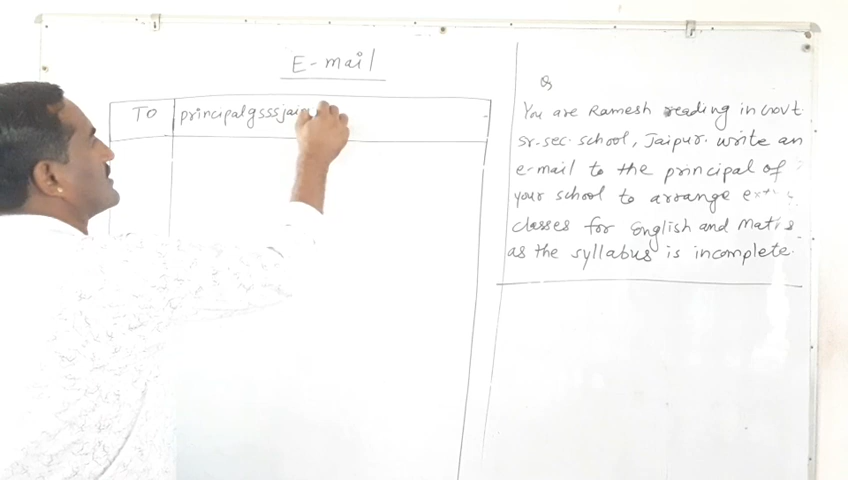 E-mail
TO principalgsssjai
Q
You are Ramesh reading in Govt.
Sr. sec. school, Jaipur. write an
e-mail to the principal of
your school to arrange
classes for English and
as the syllabus is incomplete.